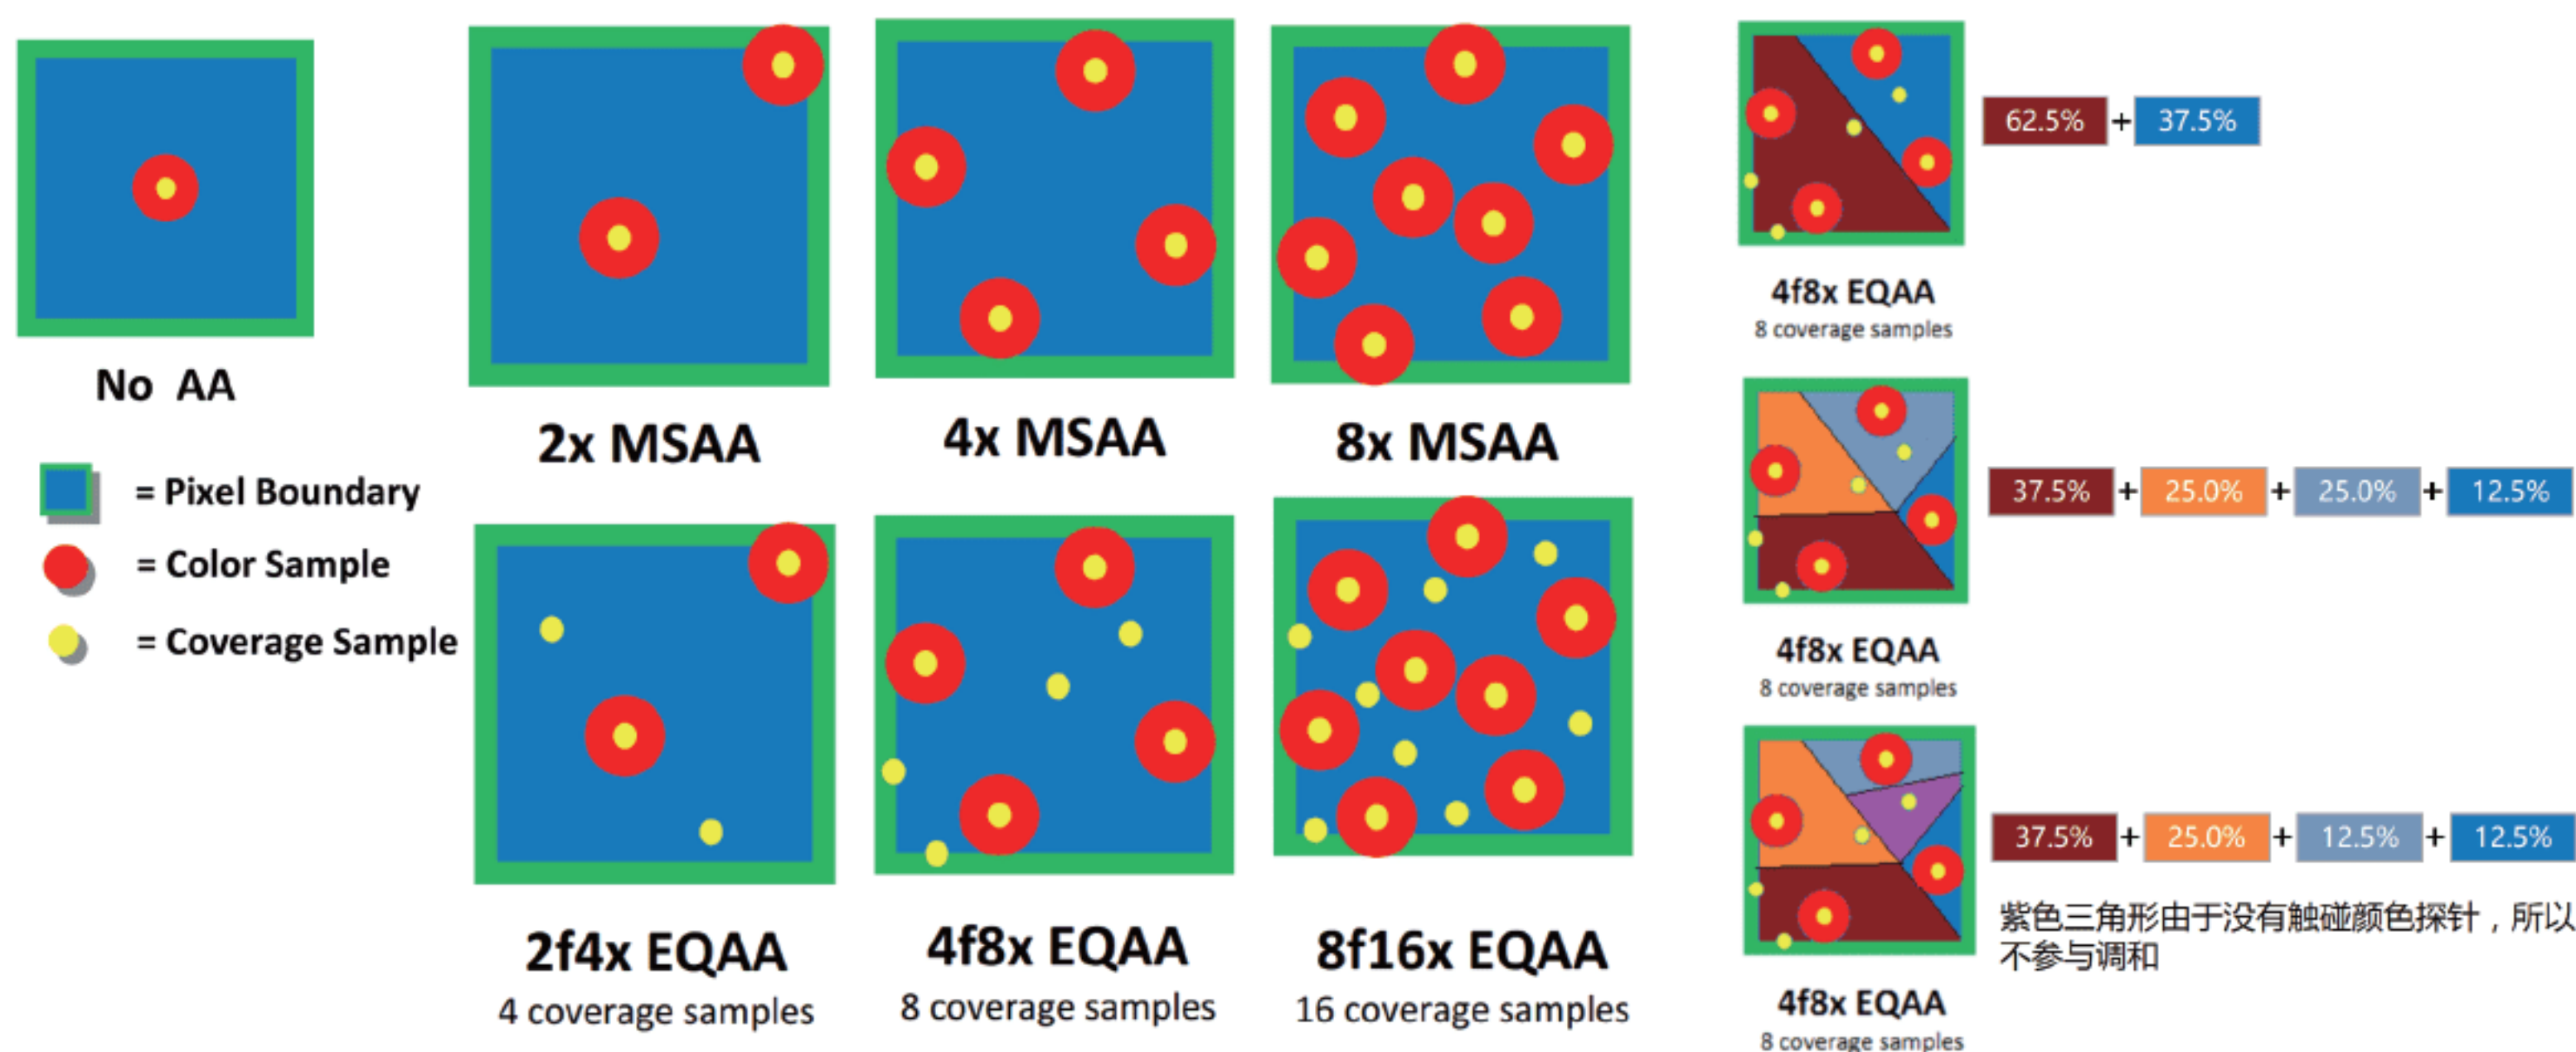 No AA
= Pixel Boundary
= Color Sample
= Coverage Sample
2x MSAA
4x MSAA
8x MSAA
2f4x EQAA
4 coverage samples
4f8x EQAA
8 coverage samples
8f16x EQAA
16 coverage samples
62.5% + 37.5%
4f8x EQAA
8 coverage samples
37.5% + 25.0% + 25.0% + 12.5%
4f8x EQAA
8 coverage samples
37.5% + 25.0% + 12.5% + 12.5%
紫色三角形由于没有触碰颜色探针，所以
不参与调和
4f8x EQAA
8 coverage samples